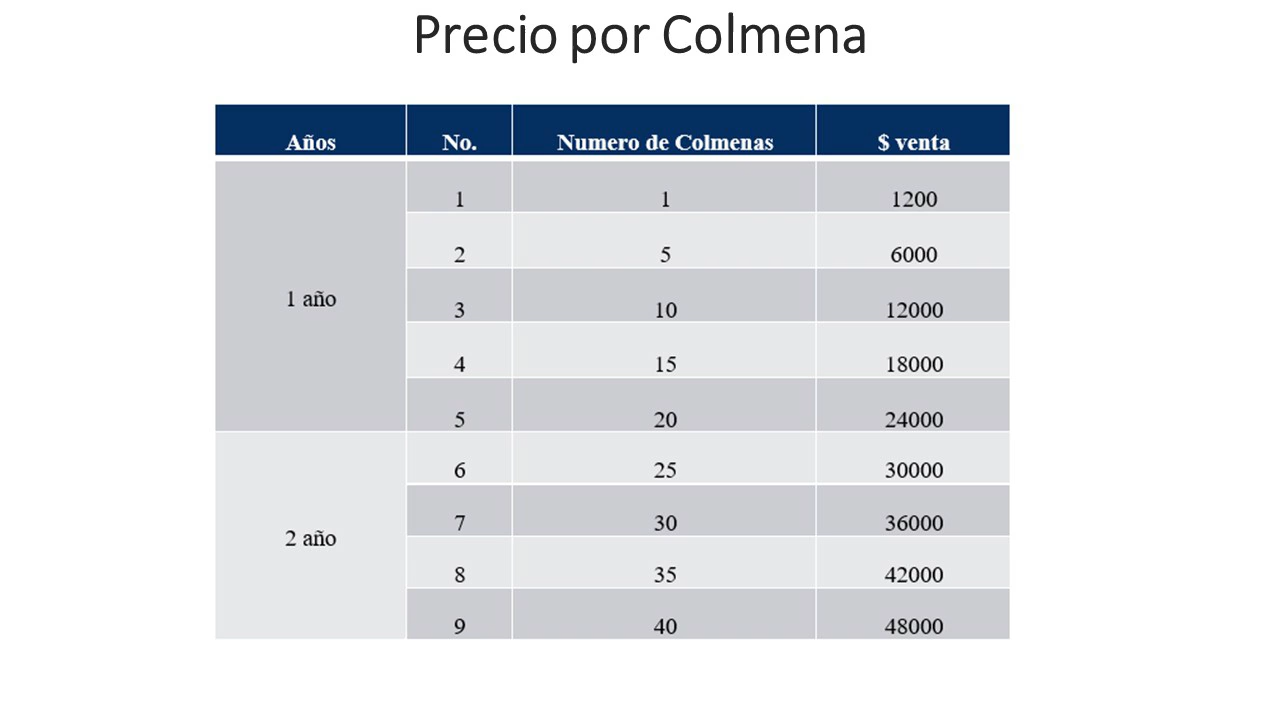 Precio por Colmena
Años No. Numero de Colmenas $ venta
1 año
1 1 1200
2 5 6000
3 10 12000
4 15 18000
5 20 24000
2 año
6 25 30000
7 30 36000
8 35 42000
9 40 48000